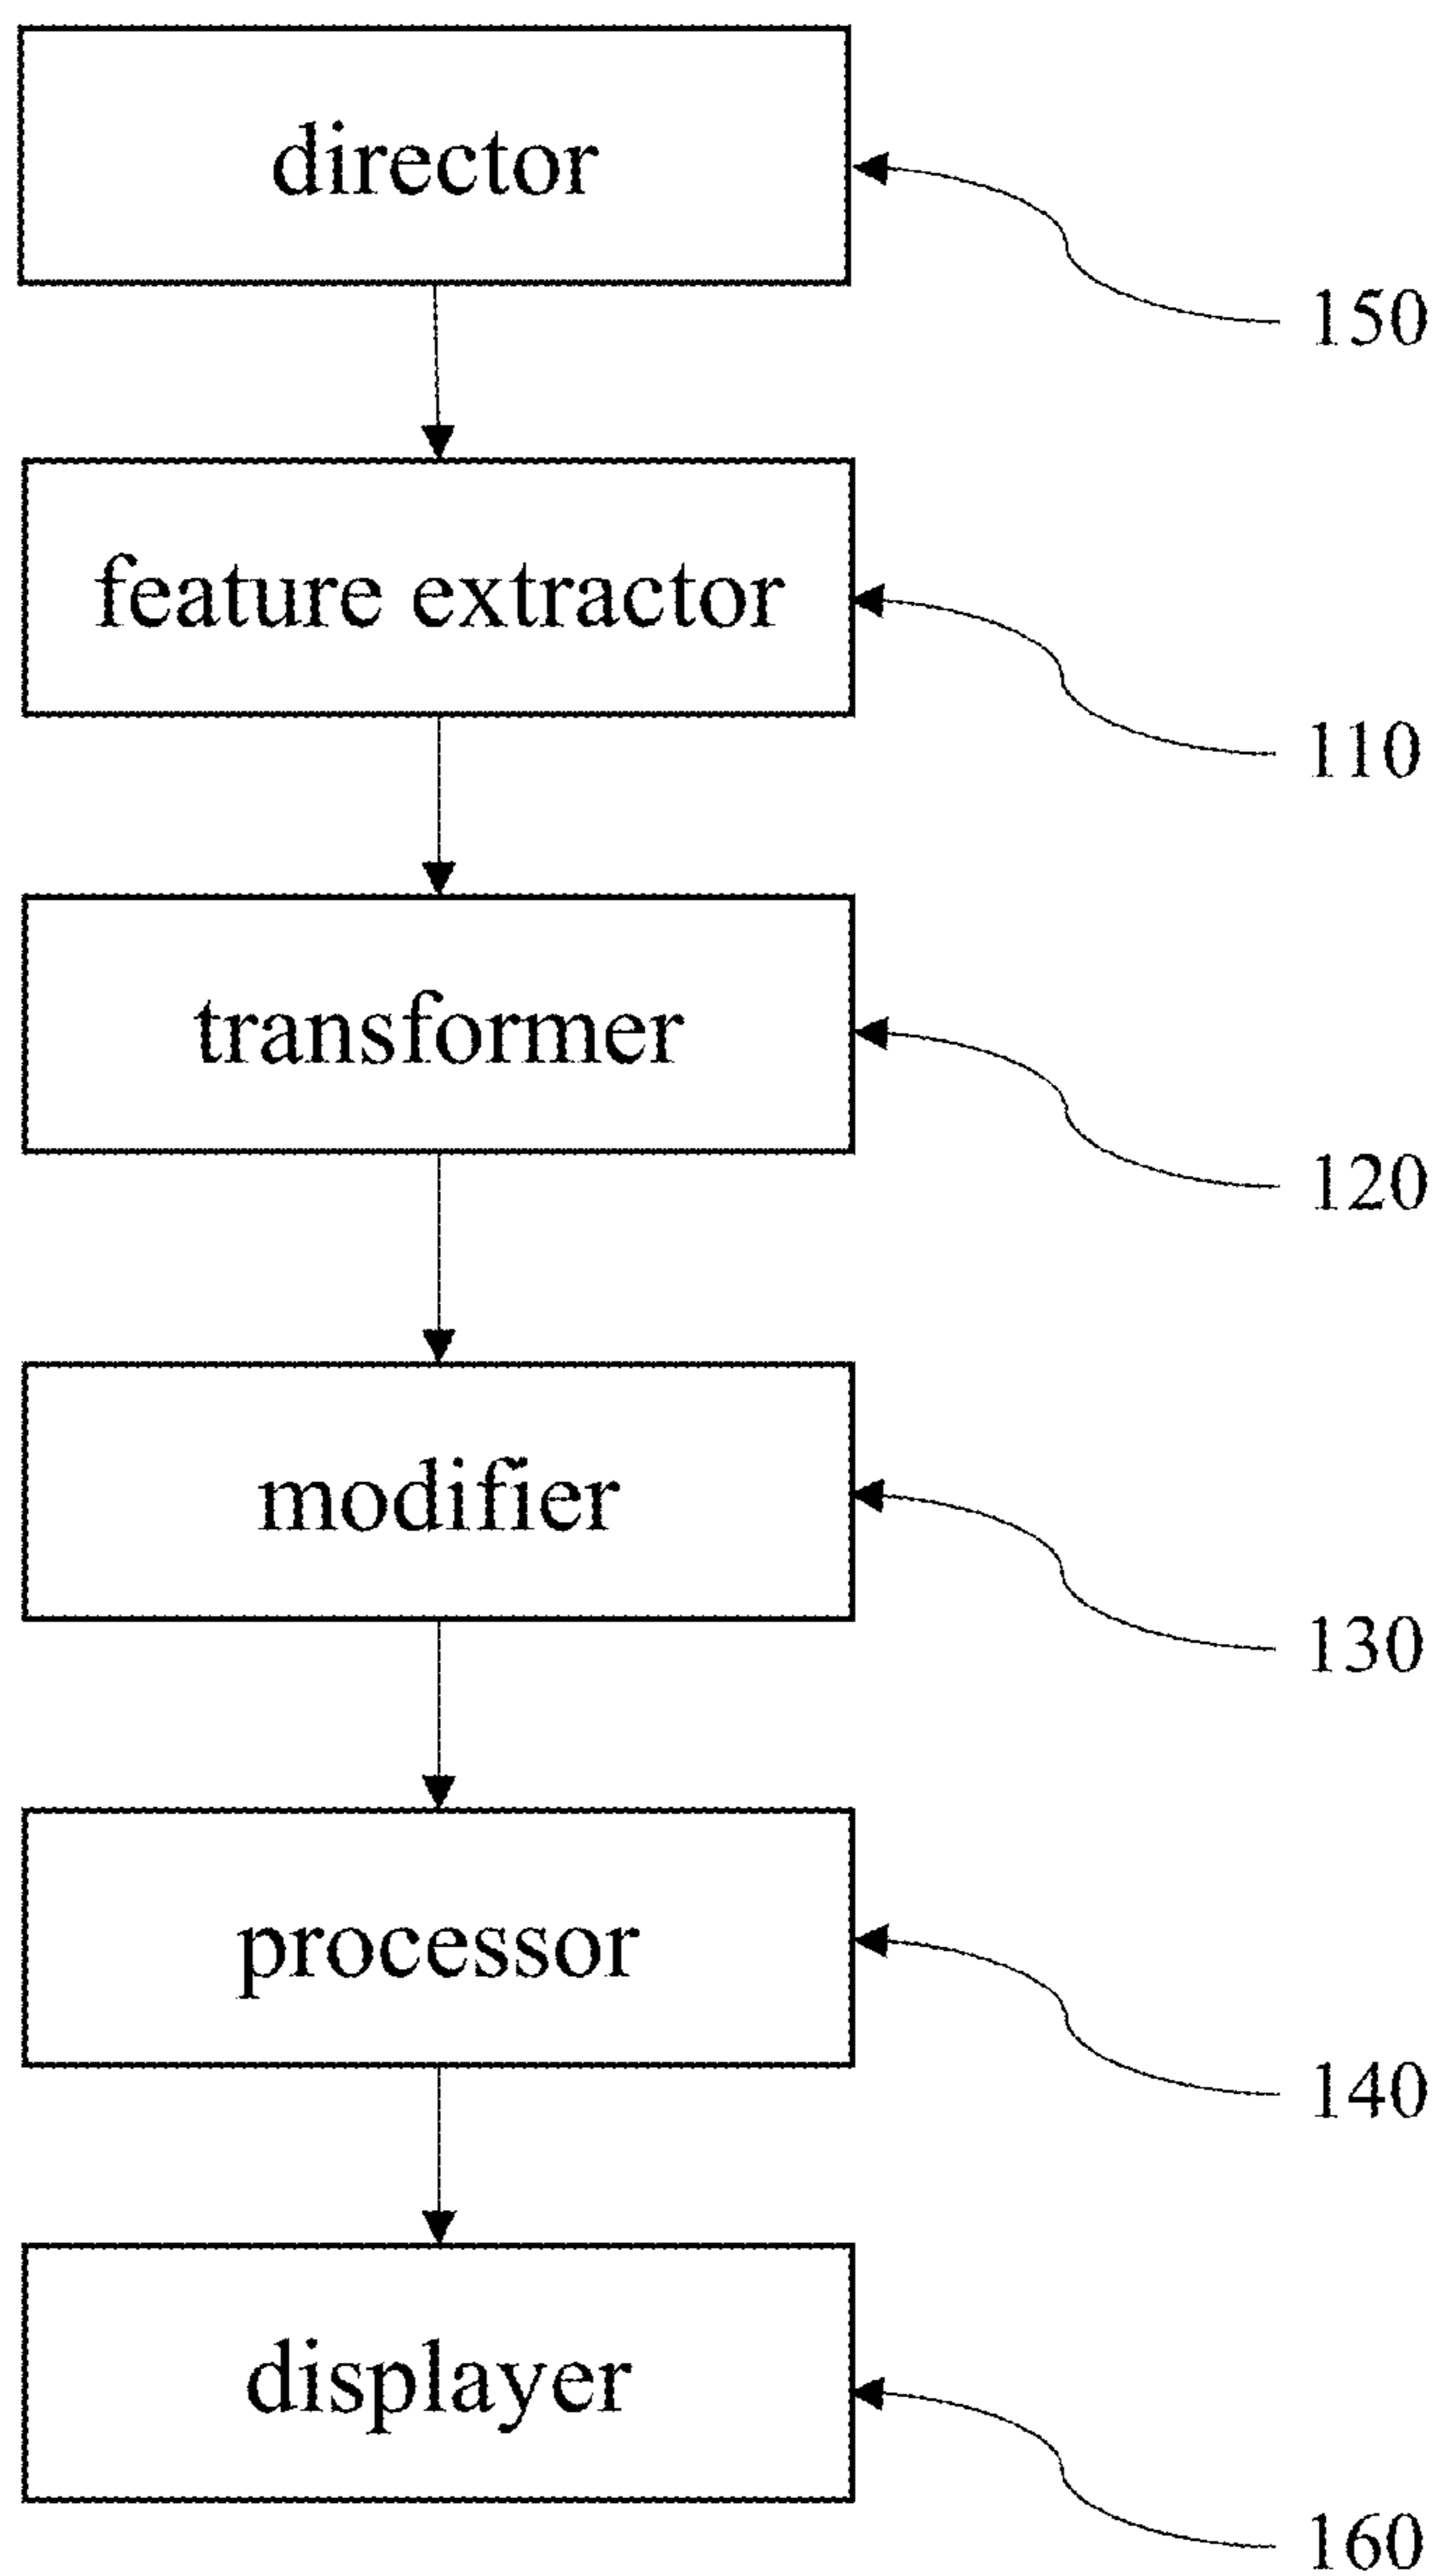 director
150
feature extractor
110
transformer
120
modifier
130
processor
140
displayer
160